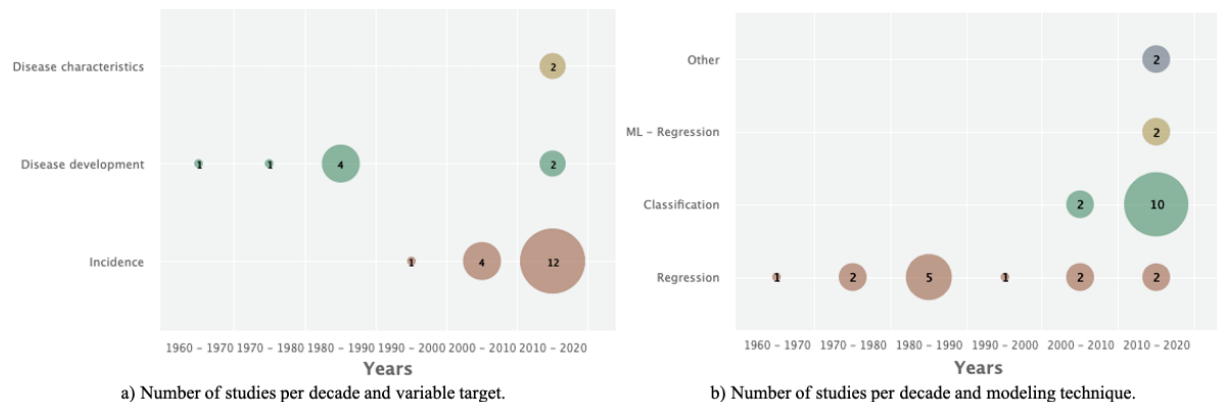 Disease characteristics
2
Disease development
1
1
4
2
Incidence
1
4
12
1960 – 1970 1970 – 1980 1980 – 1990 1990 – 2000 2000 – 2010 2010 – 2020
Years
a) Number of studies per decade and variable target.
Other
2
ML – Regression
2
Classification
2
10
Regression
1
2
5
1
2
2
1960 – 1970 1970 – 1980 1980 – 1990 1990 – 2000 2000 – 2010 2010 – 2020
Years
b) Number of studies per decade and modeling technique.